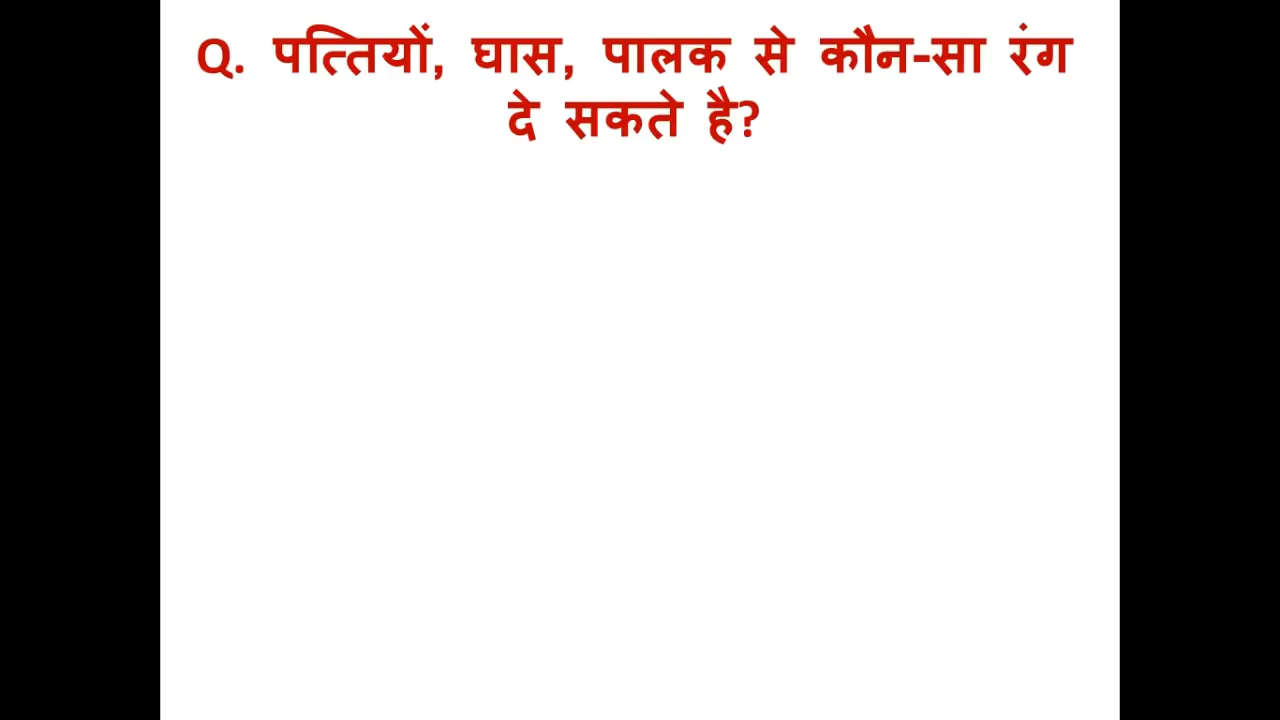 Q. पत्तियों, घास, पालक से कौन-सा रंग
दे सकते है?